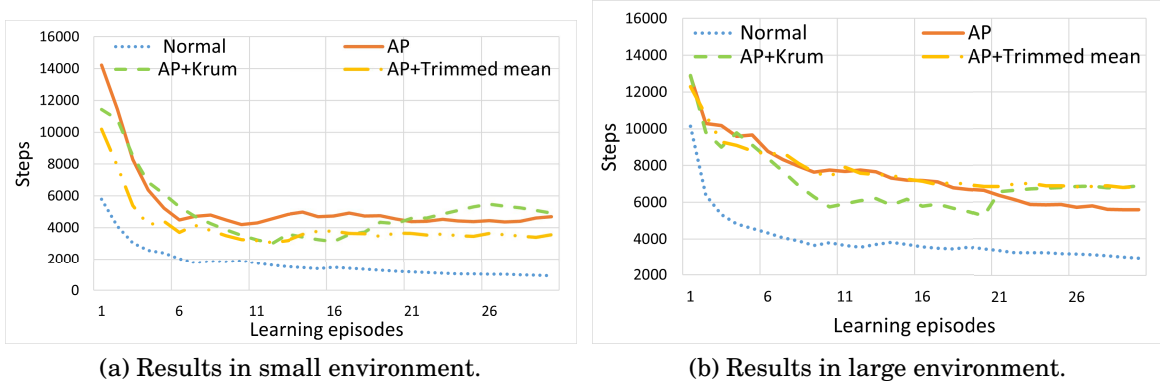 16000
14000
12000
10000
8000
6000
4000
2000
0
Steps
Normal
AP
AP+Krum
AP+Trimmed mean
1 6 11 16 21 26
Learning episodes
(a) Results in small environment.
16000
14000
12000
10000
8000
6000
4000
2000
Steps
Normal
AP
AP+Krum
AP+Trimmed mean
1 6 11 16 21 26
Learning episodes
(b) Results in large environment.